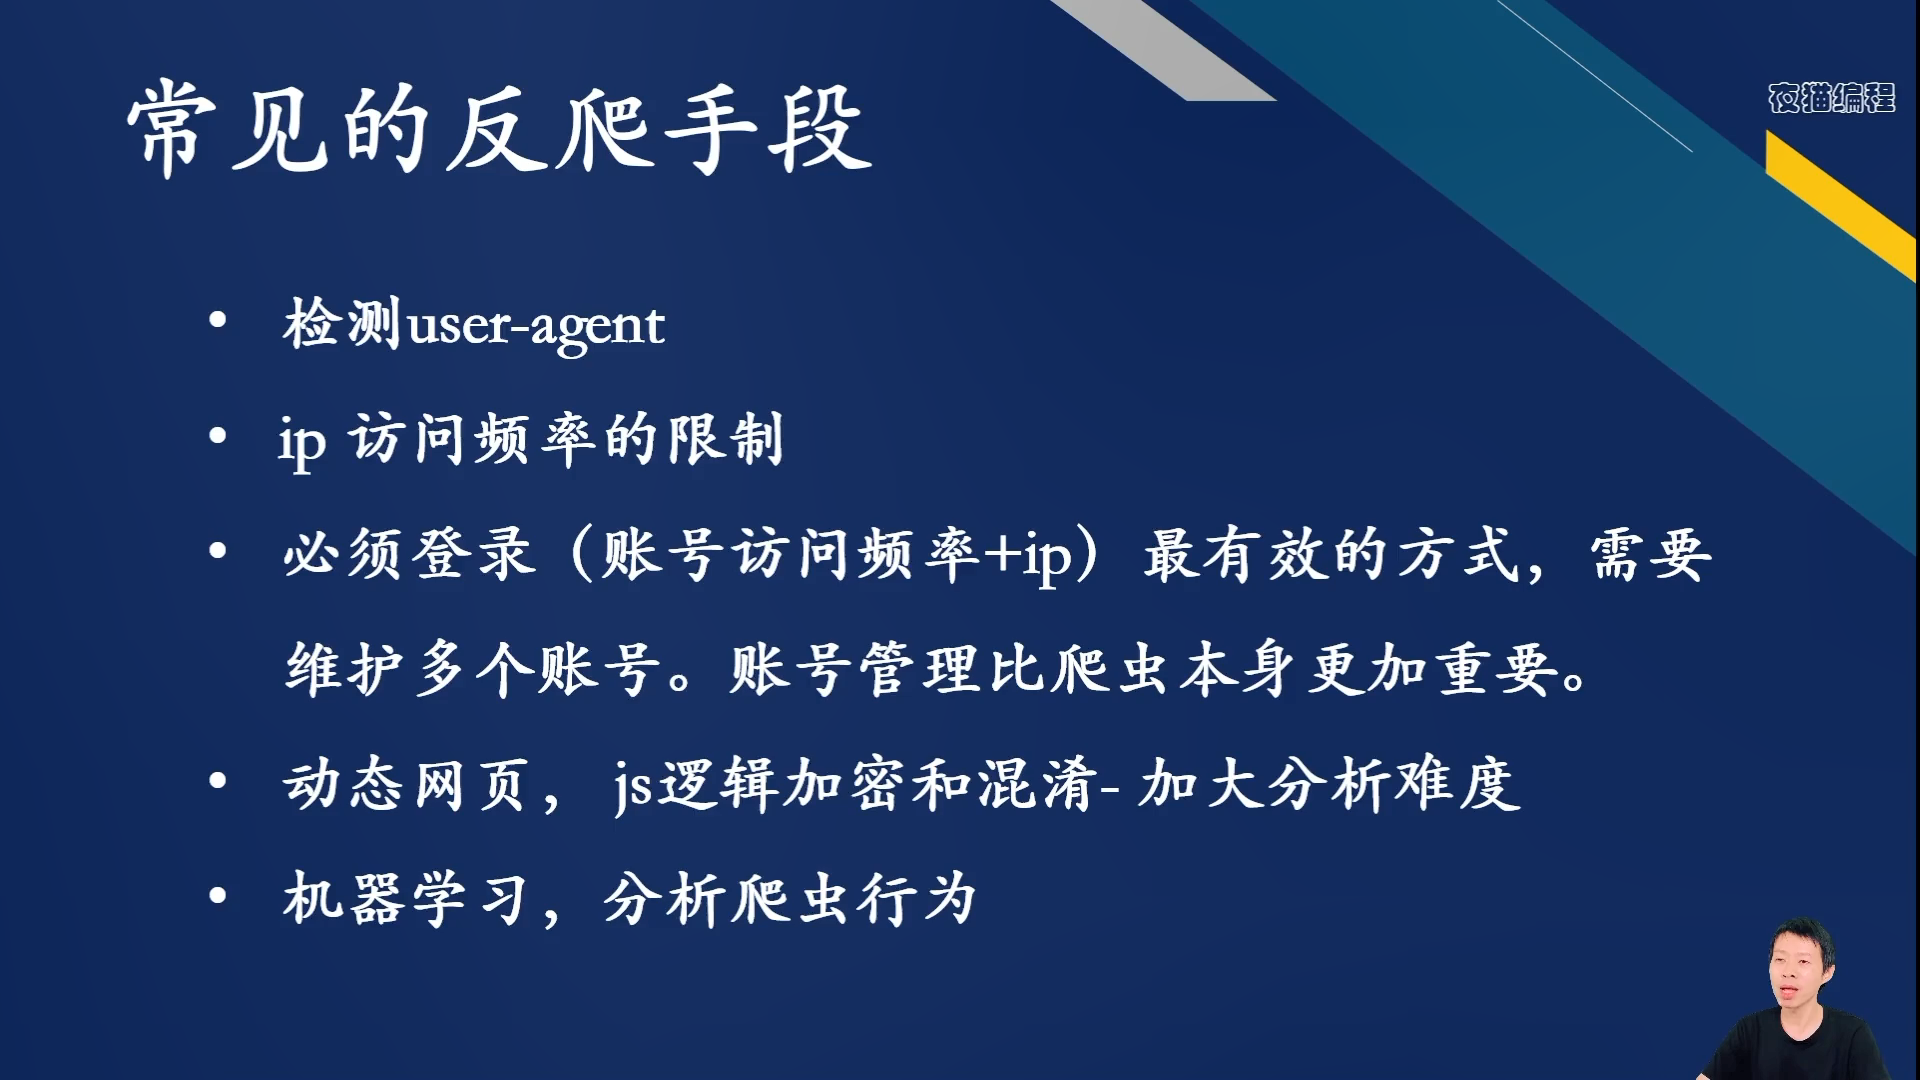 常见的反爬手段
夜猫编程
• 检测user-agent
• ip 访问频率的限制
• 必须登录（账号访问频率+ip）最有效的方式，需要
维护多个账号。账号管理比爬虫本身更加重要。
• 动态网页， js逻辑加密和混淆- 加大分析难度
• 机器学习，分析爬虫行为